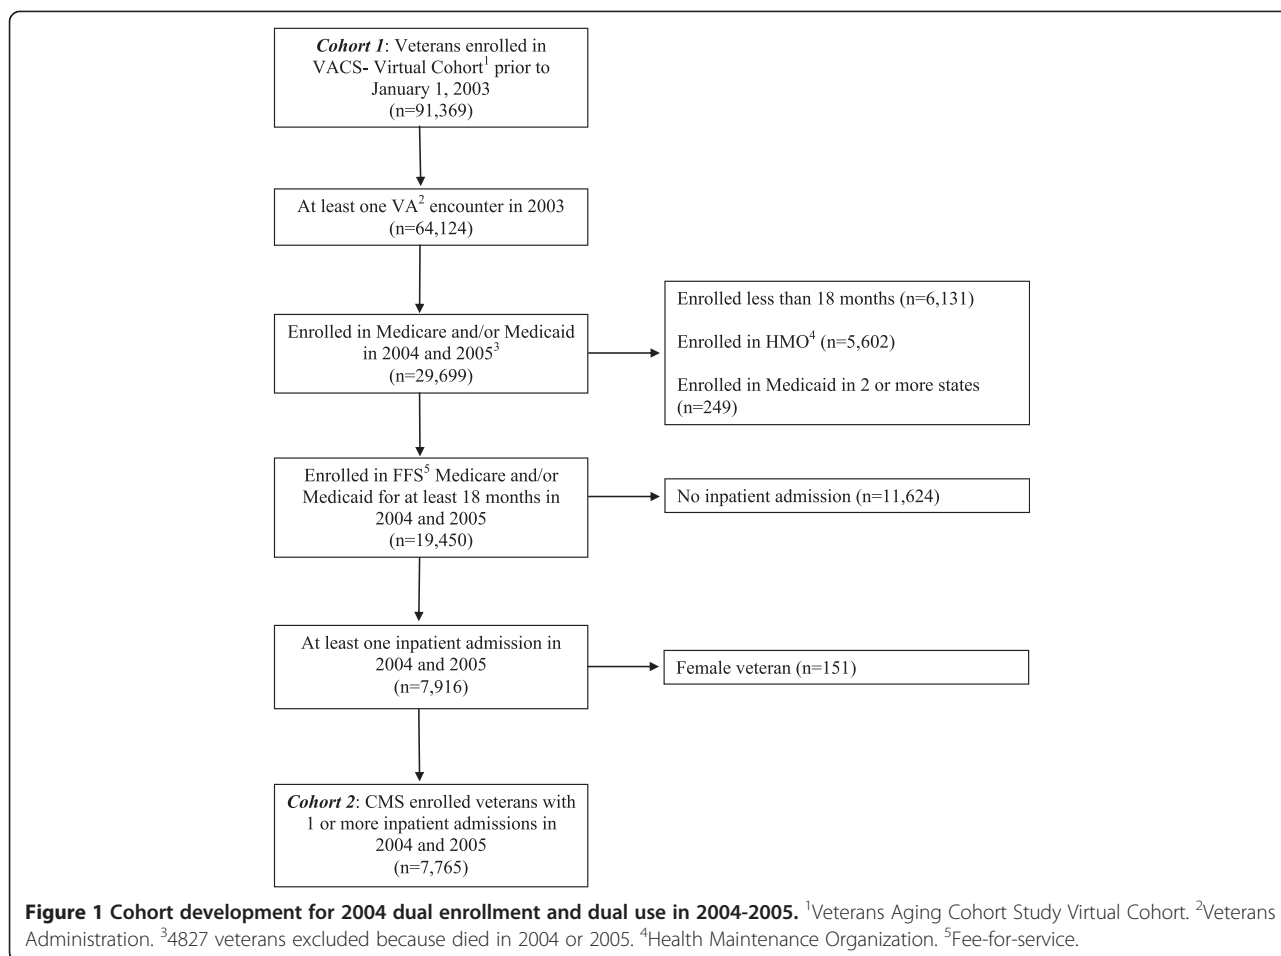 Cohort 1: Veterans enrolled in
VACS- Virtual Cohort1 prior to
January 1, 2003
(n=91,369)
At least one VA2 encounter in 2003
(n=64,124)
Enrolled in Medicare and/or Medicaid
in 2004 and 20053
(n=29,699)
Enrolled less than 18 months (n=6,131)
Enrolled in HMO4 (n=5,602)
Enrolled in Medicaid in 2 or more states
(n=249)
Enrolled in FFS5 Medicare and/or
Medicaid for at least 18 months in
2004 and 2005
(n=19,450)
No inpatient admission (n=11,624)
At least one inpatient admission in
2004 and 2005
(n=7,916)
Female veteran (n=151)
Cohort 2: CMS enrolled veterans with
1 or more inpatient admissions in
2004 and 2005
(n=7,765)
Figure 1 Cohort development for 2004 dual enrollment and dual use in 2004-2005. 1Veterans Aging Cohort Study Virtual Cohort. 2Veterans
Administration. 34827 veterans excluded because died in 2004 or 2005. 4Health Maintenance Organization. 5Fee-for-service.